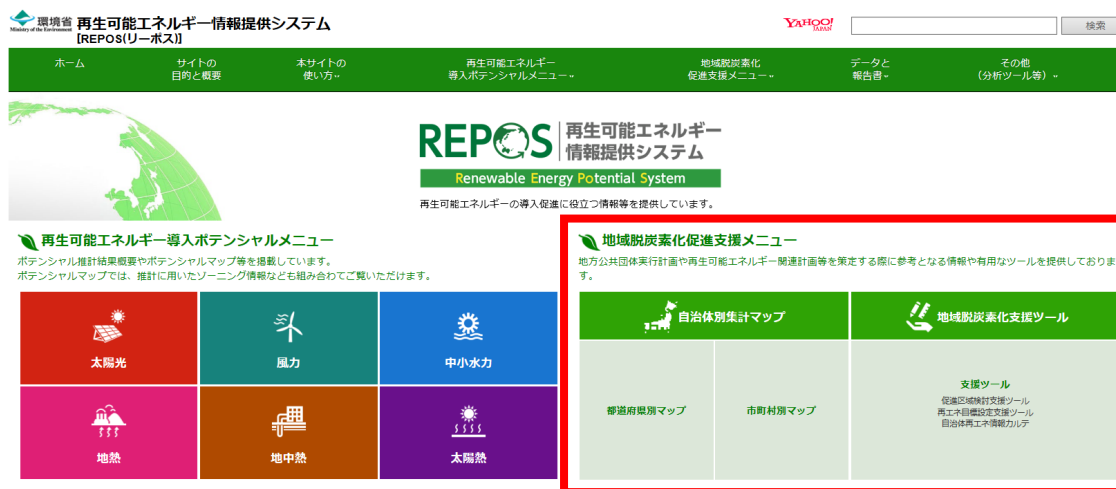 環境省
Ministry of the Environment
再生可能エネルギー情報提供システム
[REPOS(リーポス)]
YAHOO!
JAPAN
検索
ホーム
サイトの
目的と概要
本サイトの
使い方
再生可能エネルギー
導入ポテンシャルメニュー
地域脱炭素化
促進支援メニュー
データと
報告書
その他
(分析ツール等)
REPOS
再生可能エネルギー
情報提供システム
Renewable Energy Potential System
再生可能エネルギーの導入促進に役立つ情報等を提供しています。
再生可能エネルギー導入ポテンシャルメニュー
ポテンシャル推計結果概要やポテンシャルマップ等を掲載しています。
ポテンシャルマップでは、推計に用いたゾーニング情報なども組み合わてご覧いただけます。
太陽光
風力
中小水力
地熱
地中熱
太陽熱
地域脱炭素化促進支援メニュー
地方公共団体実行計画や再生可能エネルギー関連計画等を策定する際に参考となる情報や有用なツールを提供しておりま
す。
自治体別集計マップ
地域脱炭素化支援ツール
都道府県別マップ
市町村別マップ
支援ツール
促進区域検討支援ツール
再エネ目標設定支援ツール
自治体再エネ情報カルテ